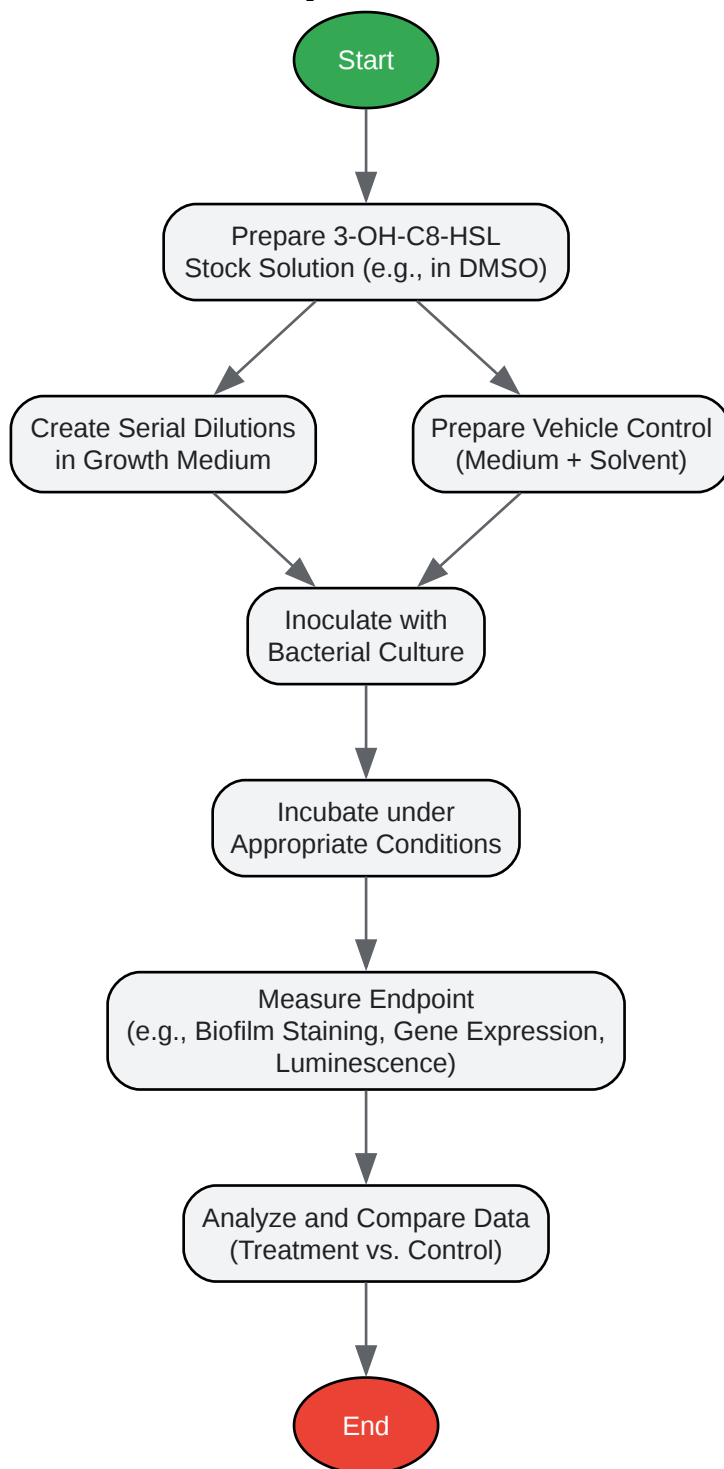 Start
Prepare 3-OH-C8-HSL
Stock Solution (e.g., in DMSO)
Create Serial Dilutions
in Growth Medium
Prepare Vehicle Control
(Medium + Solvent)
Inoculate with
Bacterial Culture
Incubate under
Appropriate Conditions
Measure Endpoint
(e.g., Biofilm Staining, Gene Expression,
Luminescence)
Analyze and Compare Data
(Treatment vs. Control)
End